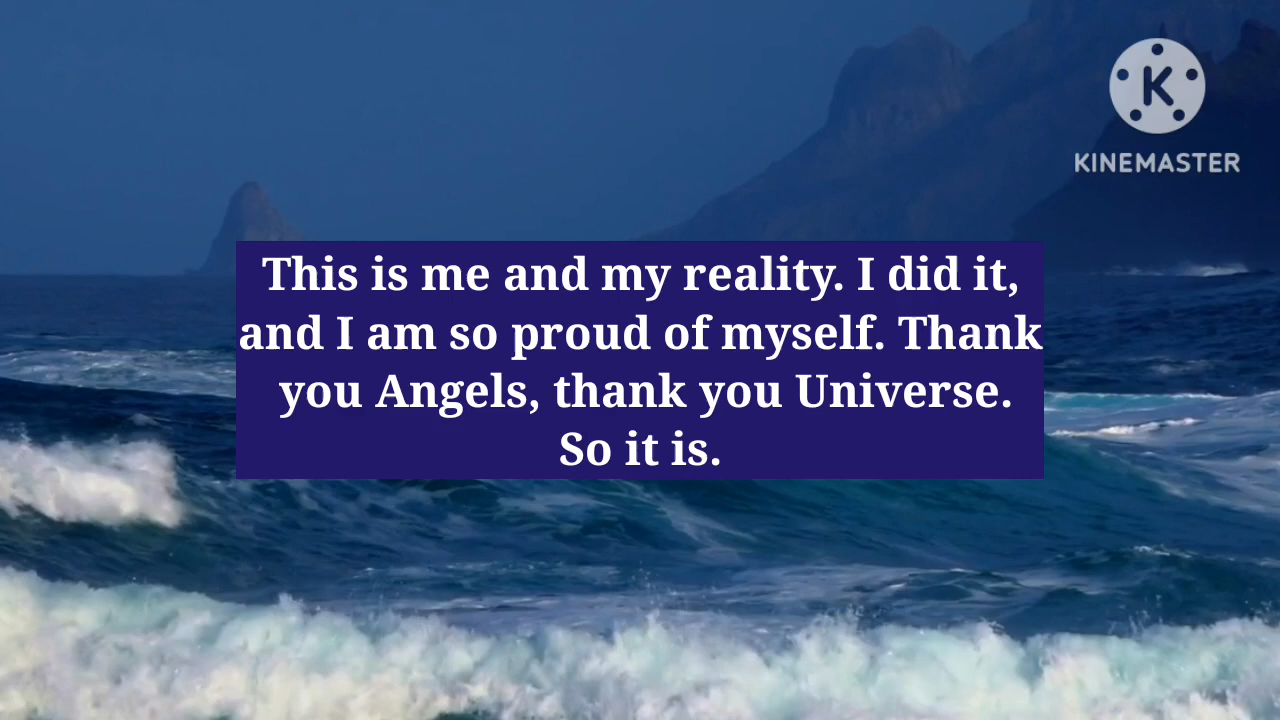 KINEMASTER
This is me and my reality. I did it,
and I am so proud of myself. Thank
you Angels, thank you Universe.
So it is.